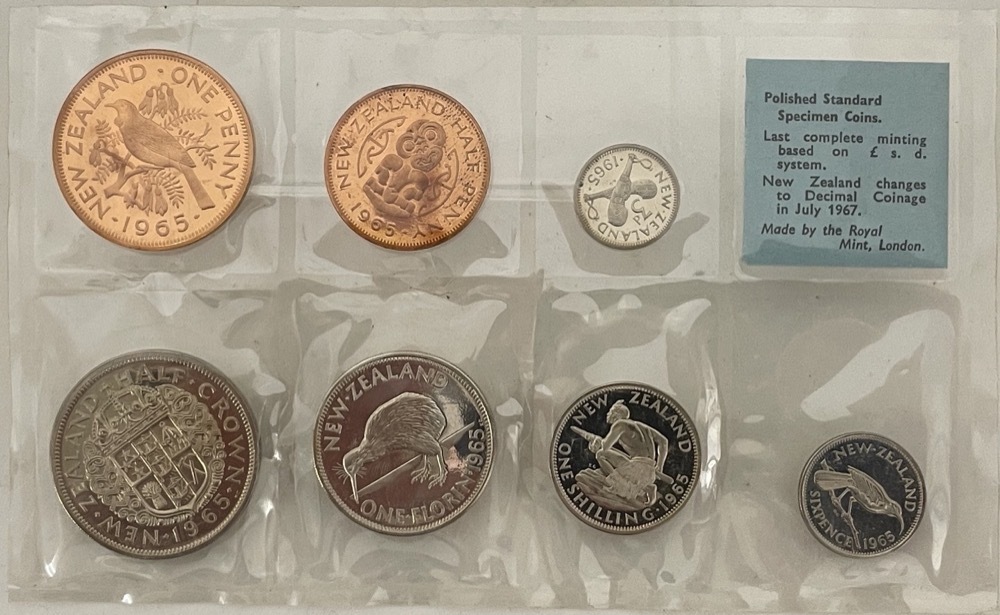 NEW ZEALAND · ONE PENNY
· 1965 ·
NEW·ZEALAND·HALF·PENNY·
1965
·1965·
NEW·ZEALAND
3D
Polished Standard
Specimen Coins.
Last complete minting
based on £ s. d.
system.
New Zealand changes
to Decimal Coinage
in July 1967.
Made by the Royal
Mint, London.
·NEW·ZEALAND·HALF·CROWN·
1965
NEW·ZEALAND
·ONE·FLORIN·
1965
NEW ZEALAND
ONE SHILLING·1965
NEW·ZEALAND
SIXPENCE 1965